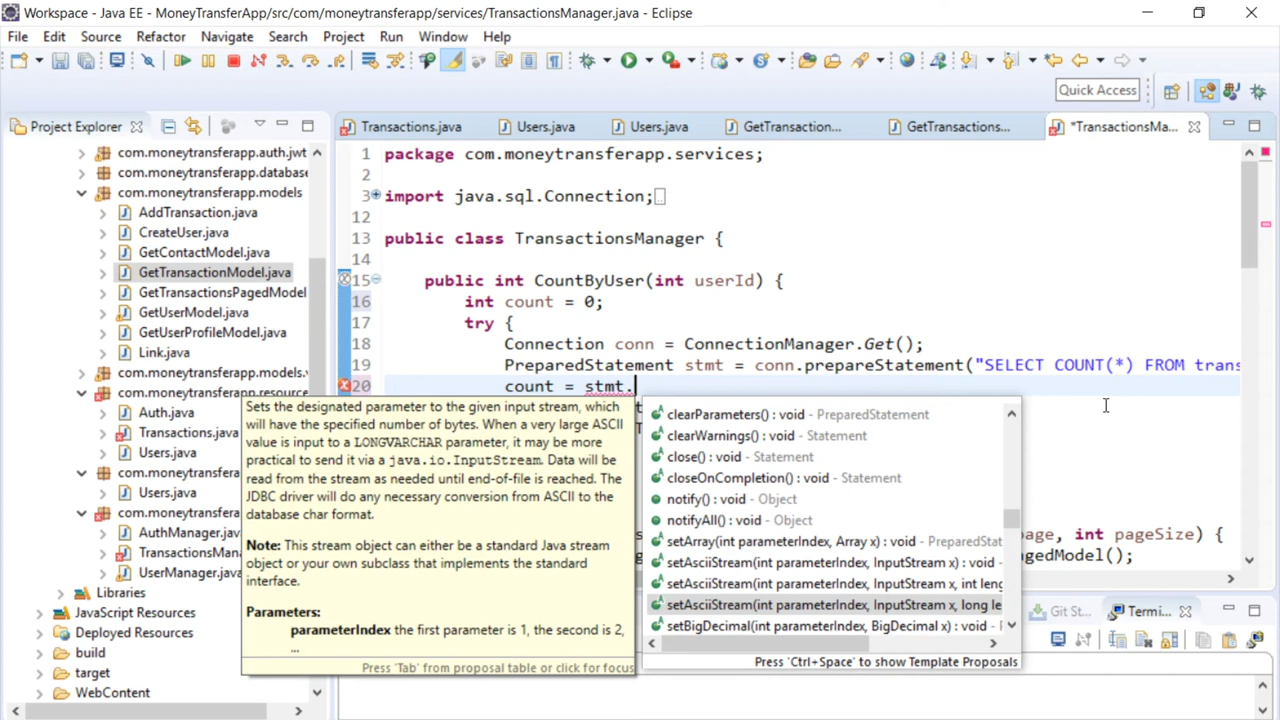 Workspace - Java EE - MoneyTransferApp/src/com/moneytransferapp/services/TransactionsManager.java - Eclipse
File Edit Source Refactor Navigate Search Project Run Window Help
Quick Access
Project Explorer
Transactions.java Users.java Users.java GetTransaction... GetTransactions... *TransactionsMa...
com.moneytransferapp.auth.jwt
com.moneytransferapp.database
com.moneytransferapp.models
AddTransaction.java
CreateUser.java
GetContactModel.java
GetTransactionModel.java
GetTransactionsPagedModel
GetUserModel.java
GetUserProfileModel.java
Link.java
com.moneytransferapp.models.v
com.moneytransferapp.resource
Auth.java
Transactions.java
Users.java
com.moneytransferapp
Users.java
com.moneytransferapp
AuthManager.java
TransactionsMan
UserManager.java
Libraries
JavaScript Resources
Deployed Resources
build
target
WebContent
1 package com.moneytransferapp.services;
2
3 import java.sql.Connection;
12
13 public class TransactionsManager {
14
15 public int CountByUser(int userId) {
16 int count = 0;
17 try {
18 Connection conn = ConnectionManager.Get();
19 PreparedStatement stmt = conn.prepareStatement("SELECT COUNT(*) FROM trans
20 count = stmt.
page, int pageSize) {
agedModel();
Sets the designated parameter to the given input stream, which
will have the specified number of bytes. When a very large ASCII
value is input to a LONGVARCHAR parameter, it may be more
practical to send it via a java.io.InputStream. Data will be
read from the stream as needed until end-of-file is reached. The
JDBC driver will do any necessary conversion from ASCII to the
database char format.
Note: This stream object can either be a standard Java stream
object or your own subclass that implements the standard
interface.
Parameters:
parameterIndex the first parameter is 1, the second is 2,
...
Press 'Tab' from proposal table or click for focus
clearParameters() : void - PreparedStatement
clearWarnings() : void - Statement
close() : void - Statement
closeOnCompletion() : void - Statement
notify() : void - Object
notifyAll() : void - Object
setArray(int parameterIndex, Array x) : void - PreparedStat
setAsciiStream(int parameterIndex, InputStream x) : void -
setAsciiStream(int parameterIndex, InputStream x, int leng
setAsciiStream(int parameterIndex, InputStream x, long le
setBigDecimal(int parameterIndex, BigDecimal x) : void -
Press 'Ctrl+Space' to show Template Proposals
Git St... Termi...